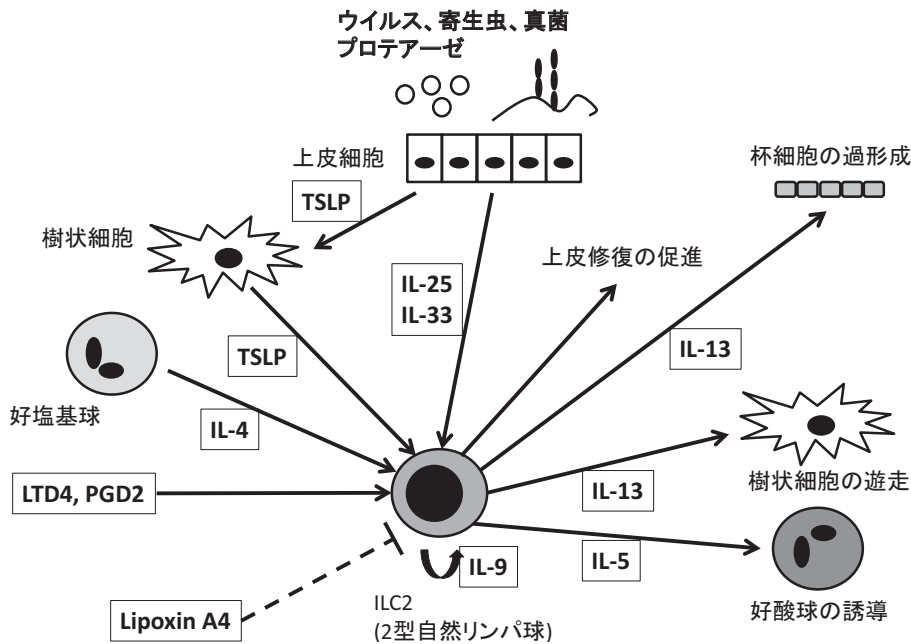 ウイルス、寄生虫、真菌
プロテアーゼ
上皮細胞
杯細胞の過形成
TSLP
樹状細胞
上皮修復の促進
IL-25
IL-33
TSLP
IL-13
好塩基球
IL-4
樹状細胞の遊走
LTD4, PGD2
IL-13
IL-5
IL-9
好酸球の誘導
Lipoxin A4
ILC2
(2型自然リンパ球)